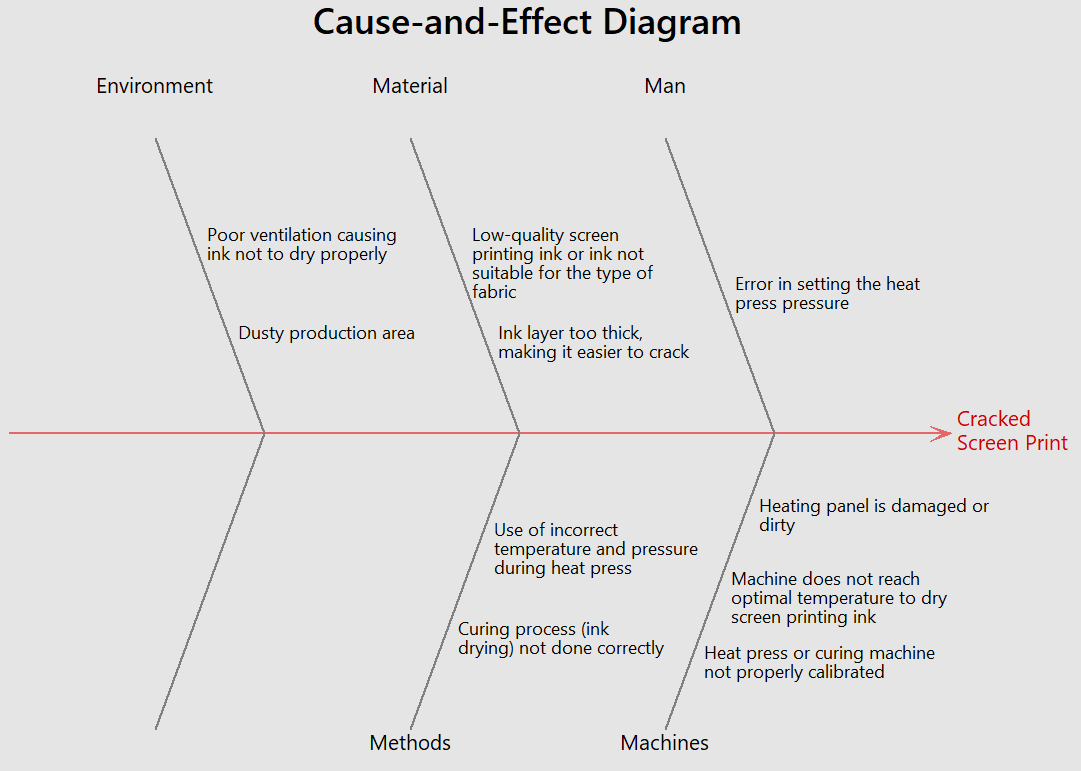 Cause-and-Effect Diagram
Environment
Material
Man
Poor ventilation causing
ink not to dry properly
Dusty production area
Low-quality screen
printing ink or ink not
suitable for the type of
fabric
Ink layer too thick,
making it easier to crack
Error in setting the heat
press pressure
Cracked
Screen Print
Use of incorrect
temperature and pressure
during heat press
Curing process (ink
drying) not done correctly
Heating panel is damaged or
dirty
Machine does not reach
optimal temperature to dry
screen printing ink
Heat press or curing machine
not properly calibrated
Methods
Machines